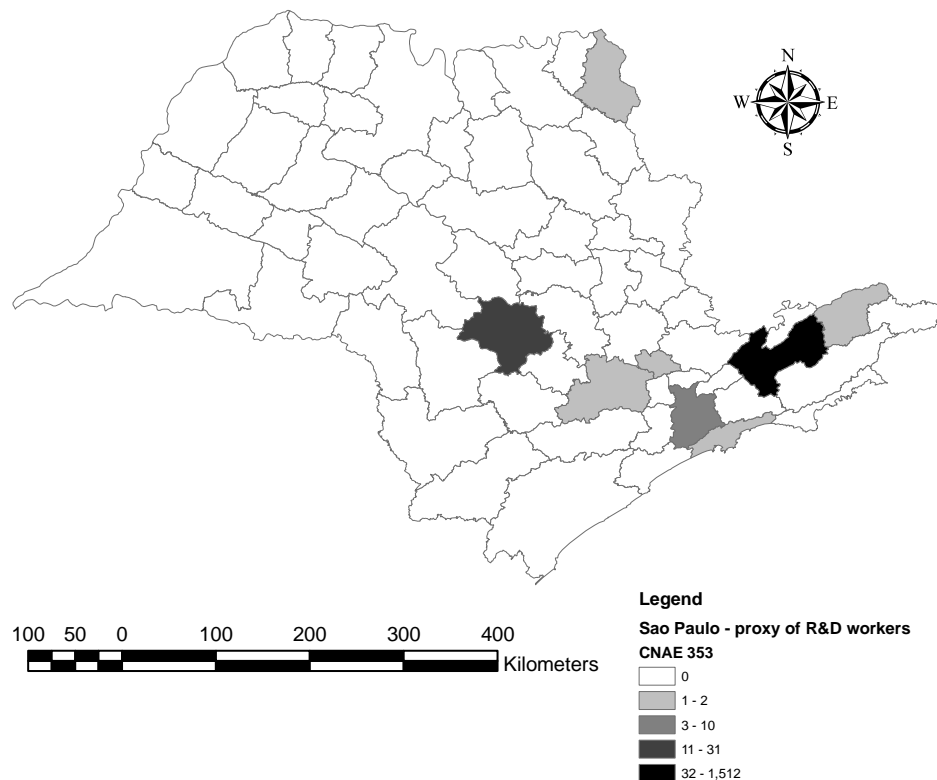 N
W E
S
100 50 0 100 200 300 400
Kilometers
Legend
Sao Paulo - proxy of R&D workers
CNAE 353
0
1 - 2
3 - 10
11 - 31
32 - 1,512